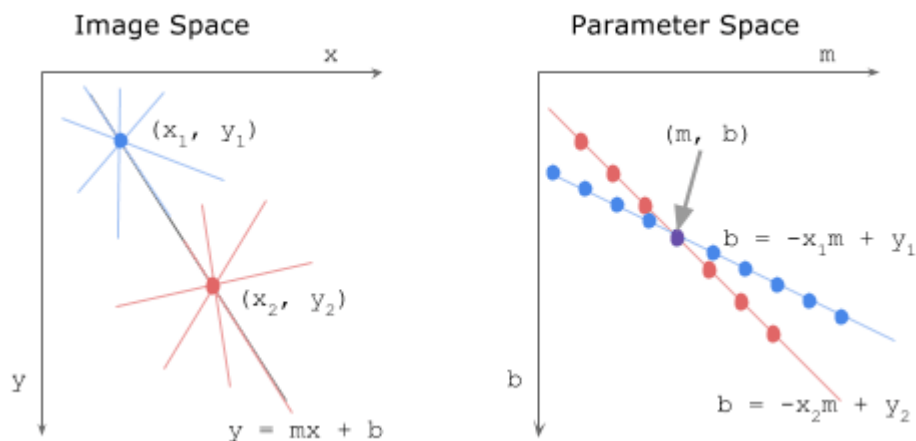 Image Space
x
(x₁, y₁)
(x₂, y₂)
y
y = mx + b
Parameter Space
m
(m, b)
b = -x₁m + y₁
b
b = -x₂m + y₂